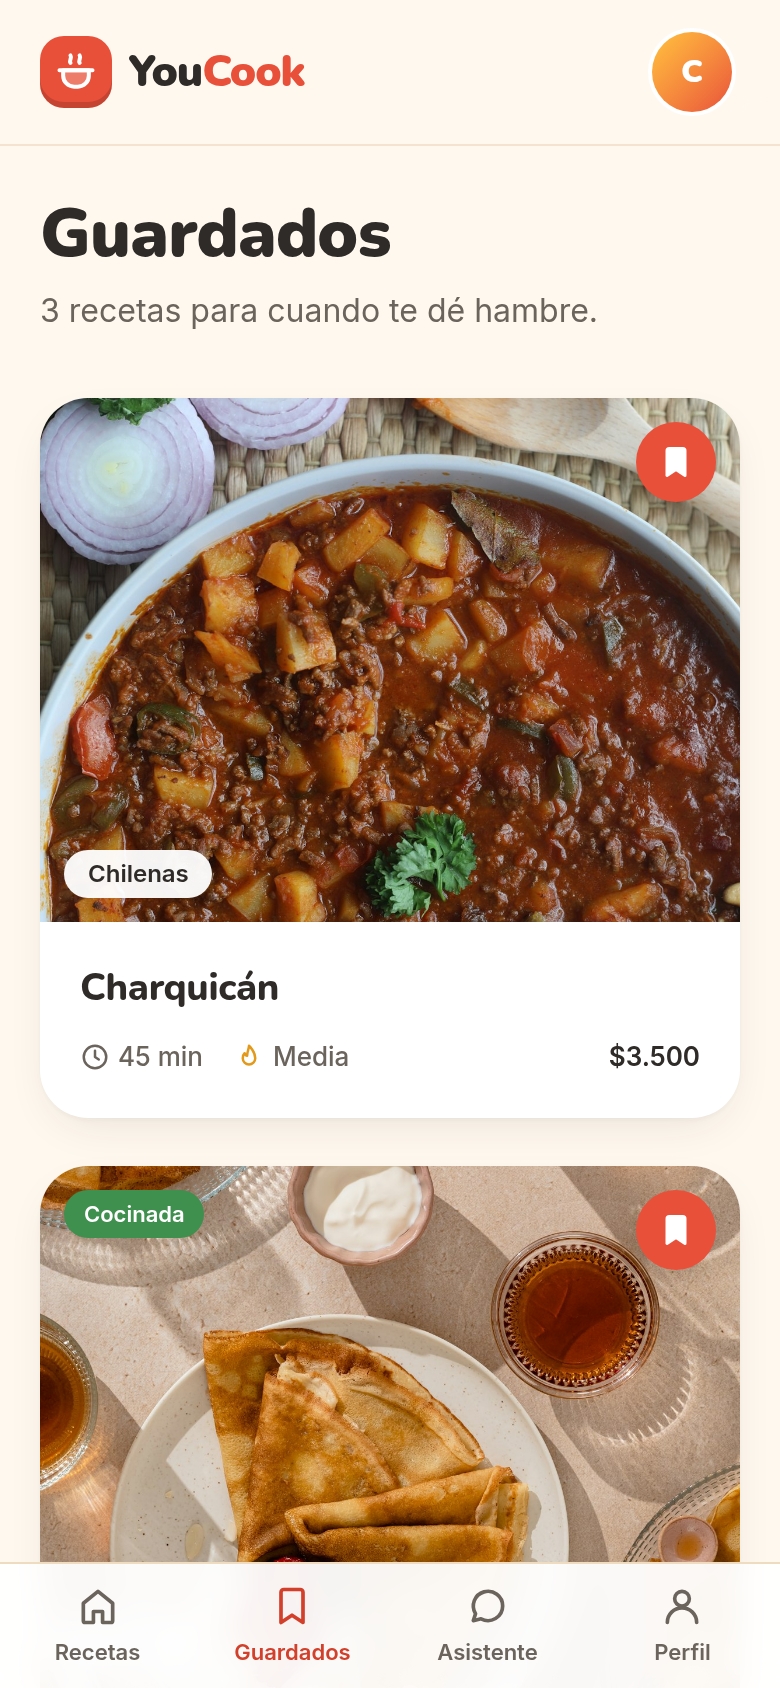 YouCook
C
Guardados
3 recetas para cuando te dé hambre.
Chilenas
Charquicán
45 min Media $3.500
Cocinada
Recetas Guardados Asistente Perfil